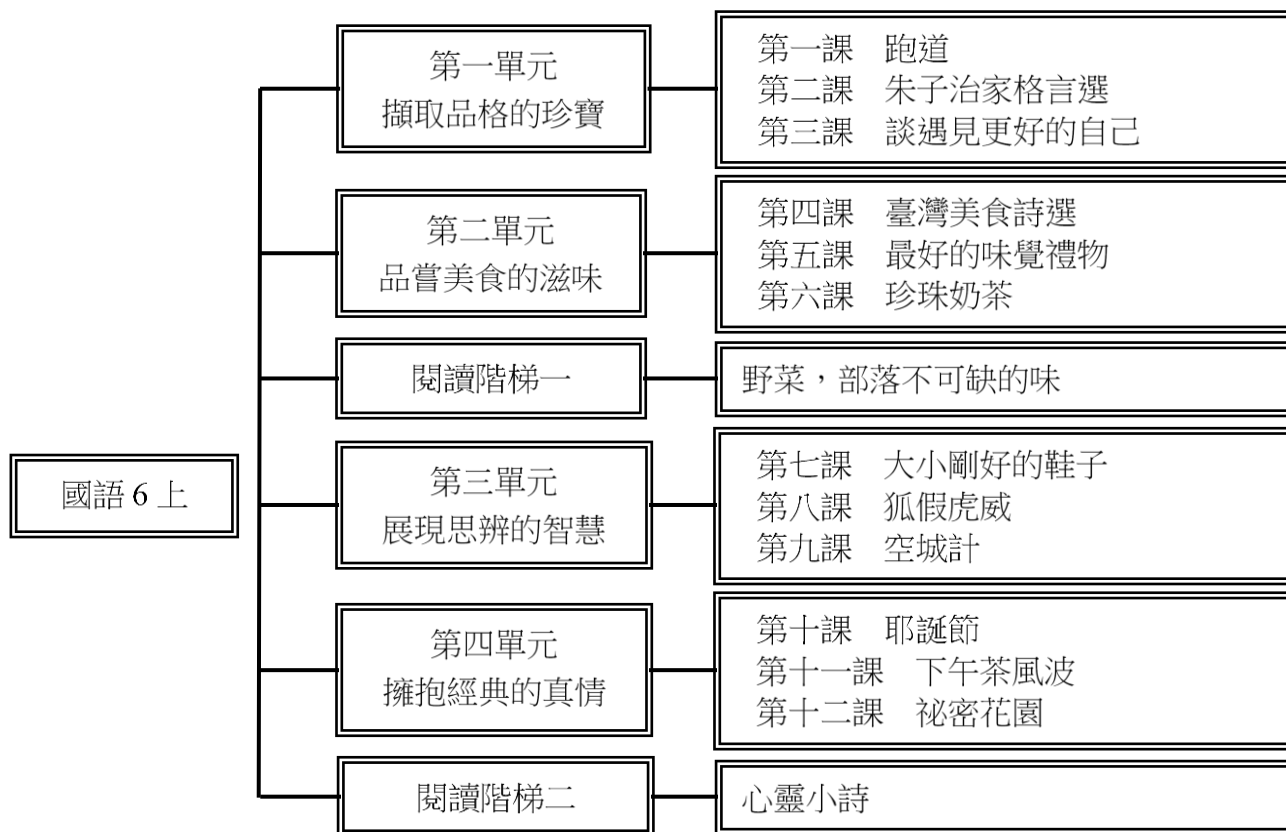 國語 6 上
第一單元
擷取品格的珍寶
第一課　跑道
第二課　朱子治家格言選
第三課　談遇見更好的自己
第二單元
品嘗美食的滋味
第四課　臺灣美食詩選
第五課　最好的味覺禮物
第六課　珍珠奶茶
閱讀階梯一
野菜，部落不可缺的味
第三單元
展現思辨的智慧
第七課　大小剛好的鞋子
第八課　狐假虎威
第九課　空城計
第四單元
擁抱經典的真情
第十課　耶誕節
第十一課　下午茶風波
第十二課　祕密花園
閱讀階梯二
心靈小詩